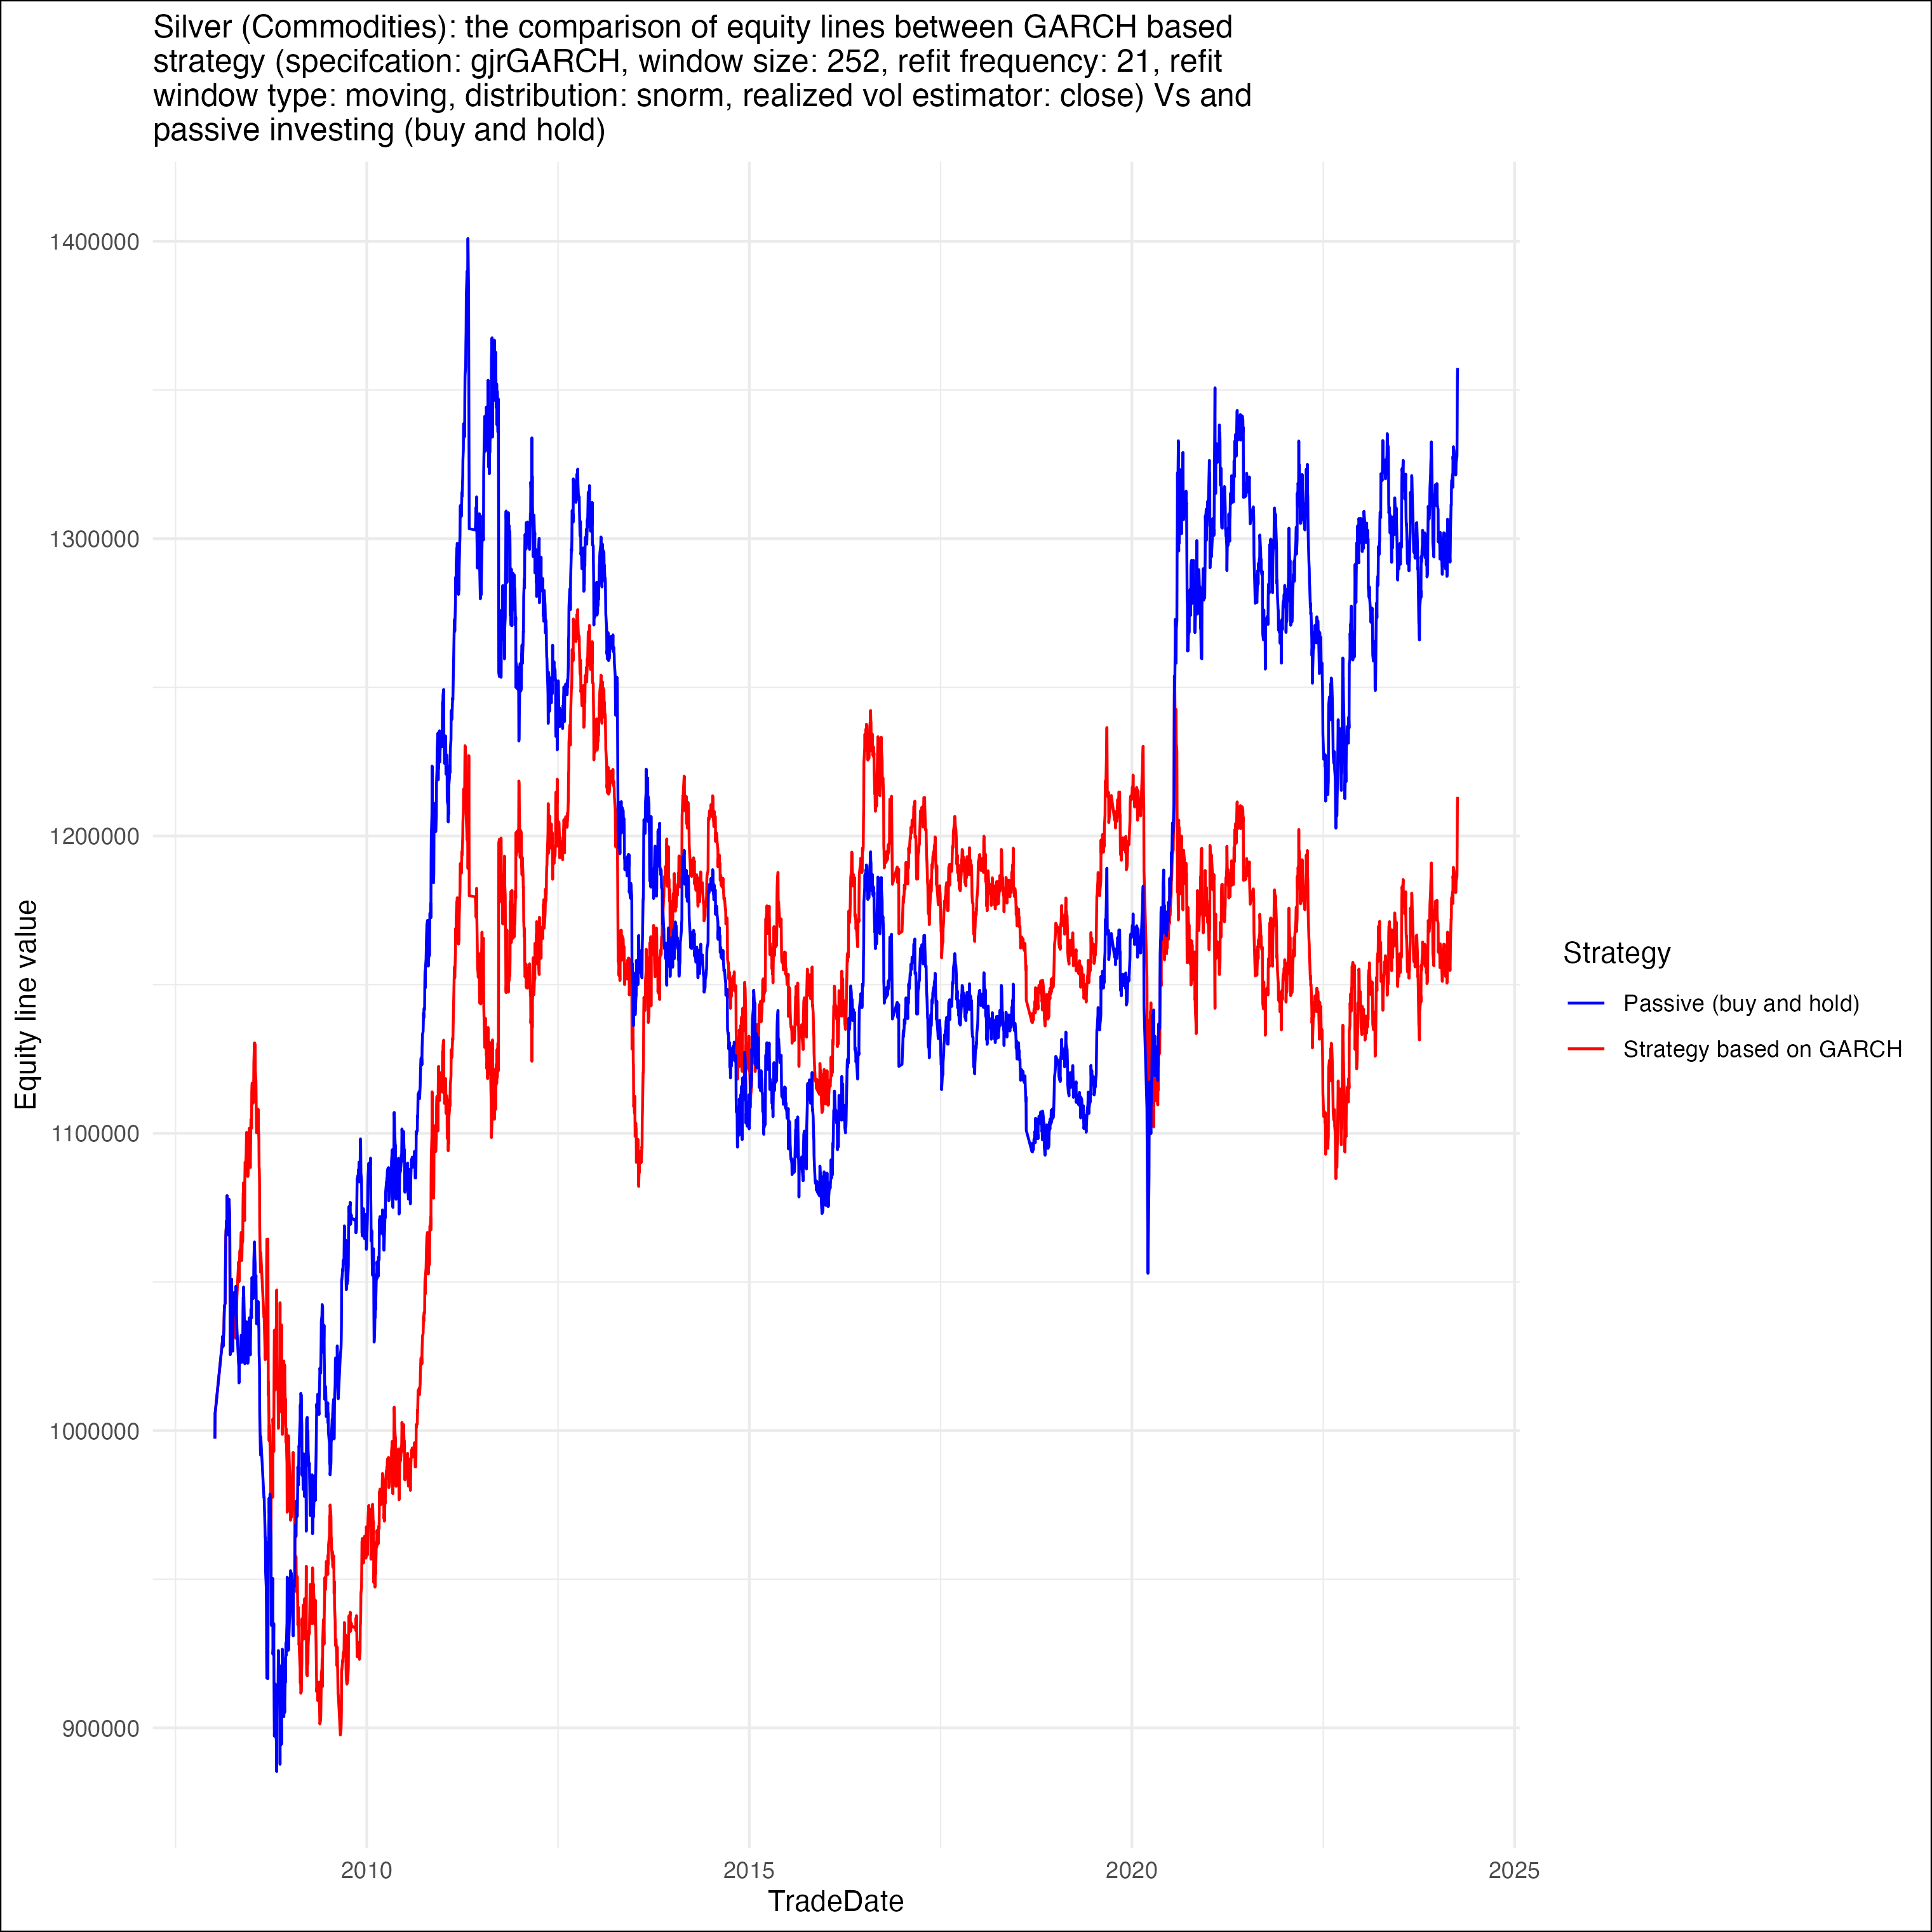 Silver (Commodities): the comparison of equity lines between GARCH based
strategy (specifcation: gjrGARCH, window size: 252, refit frequency: 21, refit
window type: moving, distribution: snorm, realized vol estimator: close) Vs and
passive investing (buy and hold)
1400000
1300000
1200000
1100000
1000000
900000
Equity line value
2010
2015
2020
2025
TradeDate
Strategy
Passive (buy and hold)
Strategy based on GARCH